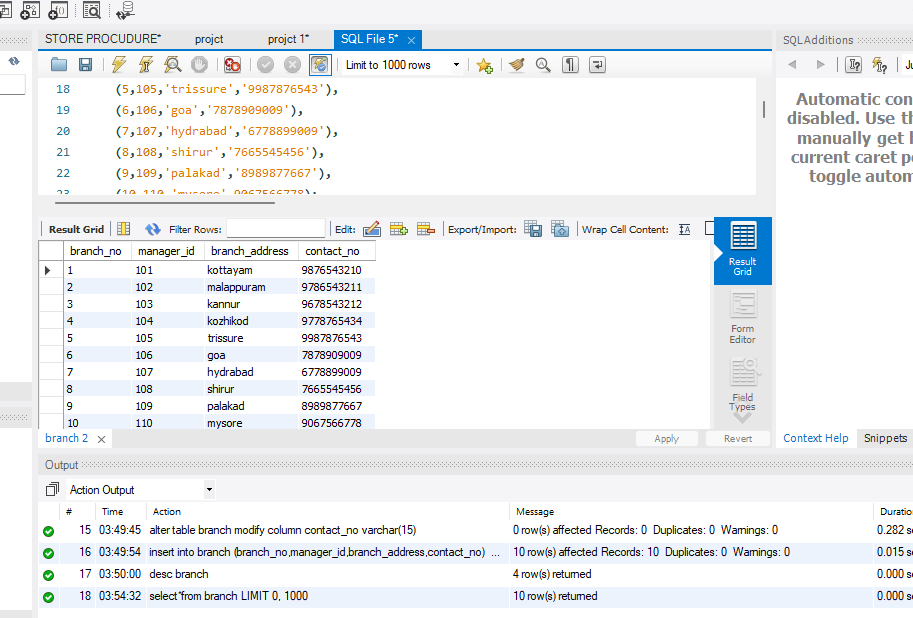 STORE PROCUDURE* projct projct 1* SQL File 5*
SQLAdditions
Limit to 1000 rows
18 (5,105,'trissure','9987876543'),
19 (6,106,'goa','7878909009'),
20 (7,107,'hydrabad','6778899009'),
21 (8,108,'shirur','7665545456'),
22 (9,109,'palakad','8989877667'),
23 (10,110,'mysore',9067566778);
Automatic con
disabled. Use th
manually get
current caret p
toggle autom
Result Grid Filter Rows: Edit: Export/Import: Wrap Cell Content:
branch_no manager_id branch_address contact_no
1 101 kottayam 9876543210
2 102 malappuram 9786543211
3 103 kannur 9678543212
4 104 kozhikod 9778765434
5 105 trissure 9987876543
6 106 goa 7878909009
7 107 hydrabad 6778899009
8 108 shirur 7665545456
9 109 palakad 8989877667
10 110 mysore 9067566778
Result
Grid
Form
Editor
Field
Types
branch 2 Apply Revert
Context Help Snippets
Output
Action Output
# Time Action Message Duratio
15 03:49:45 alter table branch modify column contact_no varchar(15) 0 row(s) affected Records: 0 Duplicates: 0 Warnings: 0 0.282 s
16 03:49:54 insert into branch (branch_no,manager_id,branch_address,contact_no) ... 10 row(s) affected Records: 10 Duplicates: 0 Warnings: 0 0.015 s
17 03:50:00 desc branch 4 row(s) returned 0.000 s
18 03:54:32 select*from branch LIMIT 0, 1000 10 row(s) returned 0.000 s